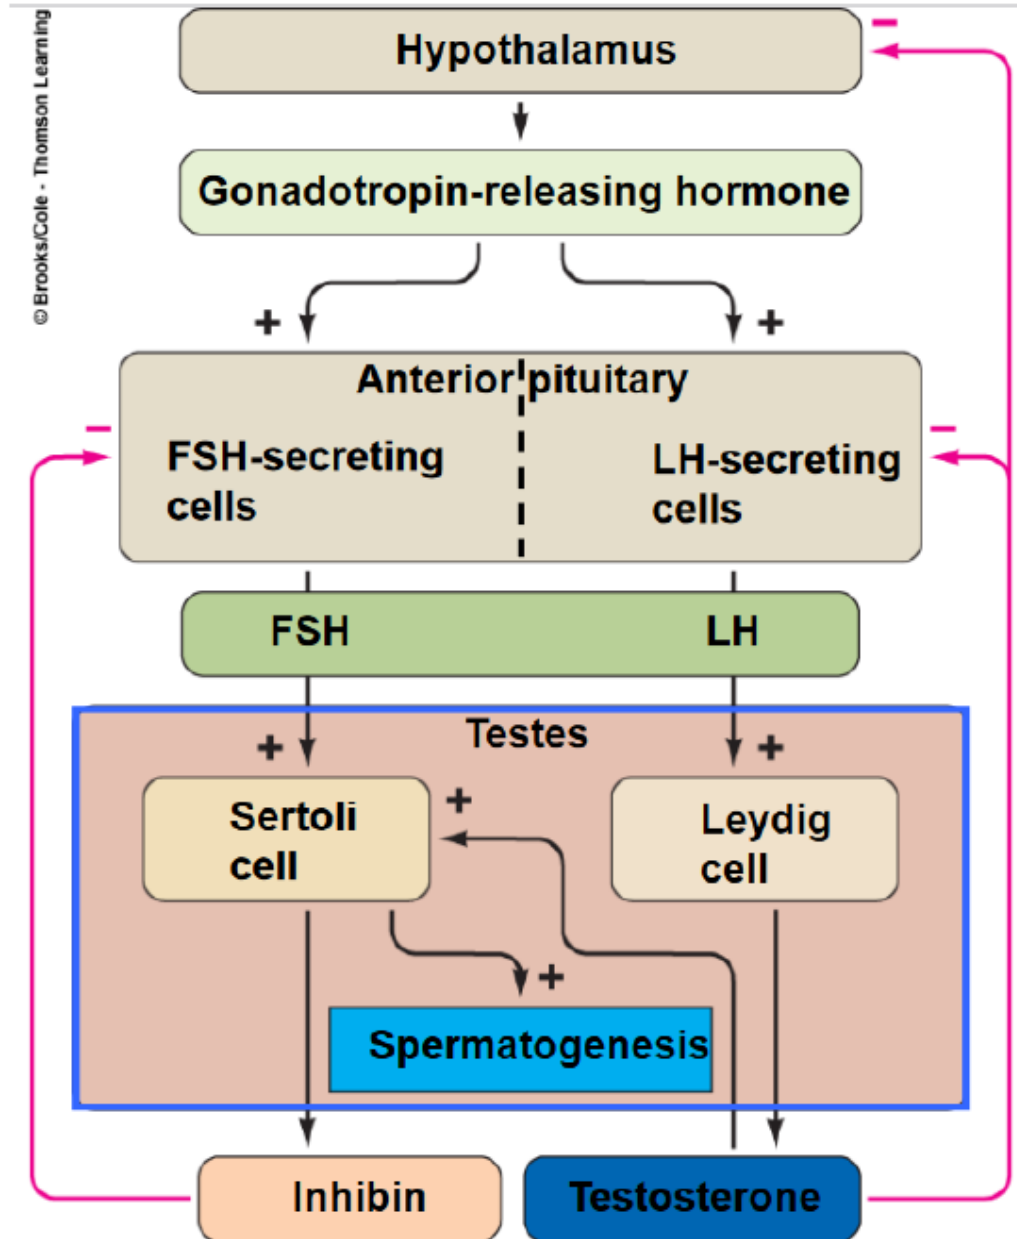 © Brooks/Cole - Thomson Learning
Hypothalamus
−
Gonadotropin-releasing hormone
+
+
Anterior pituitary
−
−
FSH-secreting
cells
LH-secreting
cells
FSH
LH
Testes
+
+
Sertoli
cell
+
Leydig
cell
+
Spermatogenesis
Inhibin
Testosterone